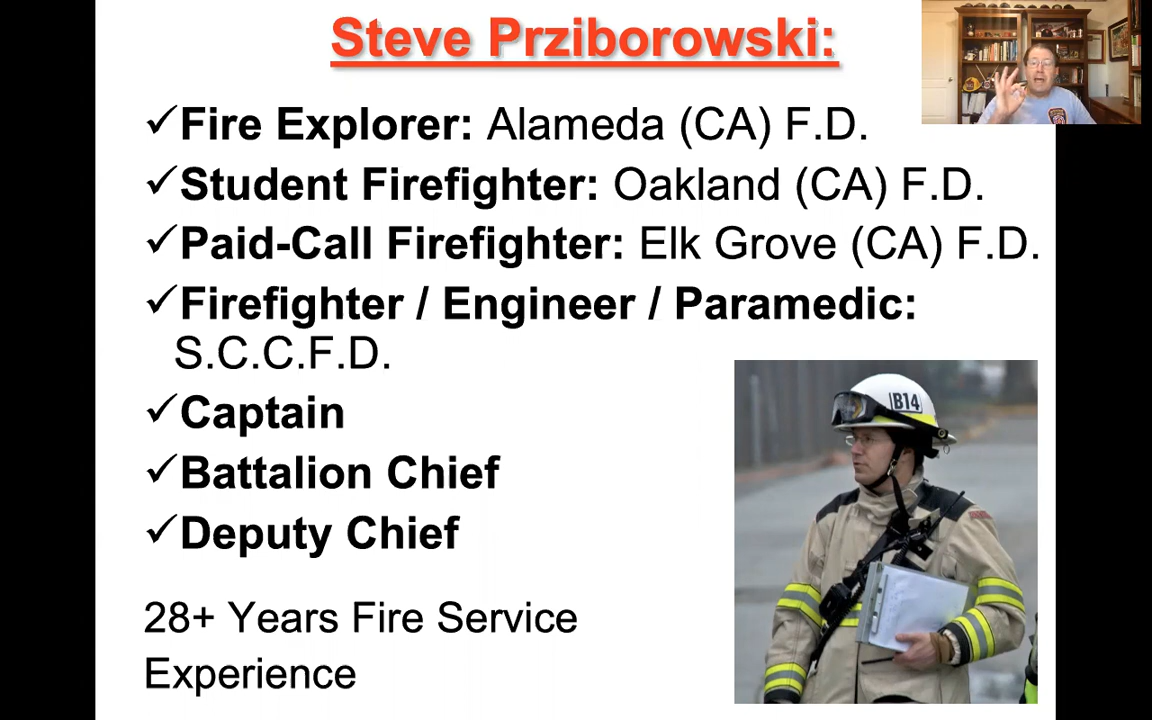 Steve Prziborowski:
✓Fire Explorer: Alameda (CA) F.D.
✓Student Firefighter: Oakland (CA) F.D.
✓Paid-Call Firefighter: Elk Grove (CA) F.D.
✓Firefighter / Engineer / Paramedic:
S.C.C.F.D.
✓Captain
✓Battalion Chief
✓Deputy Chief
28+ Years Fire Service
Experience
B14